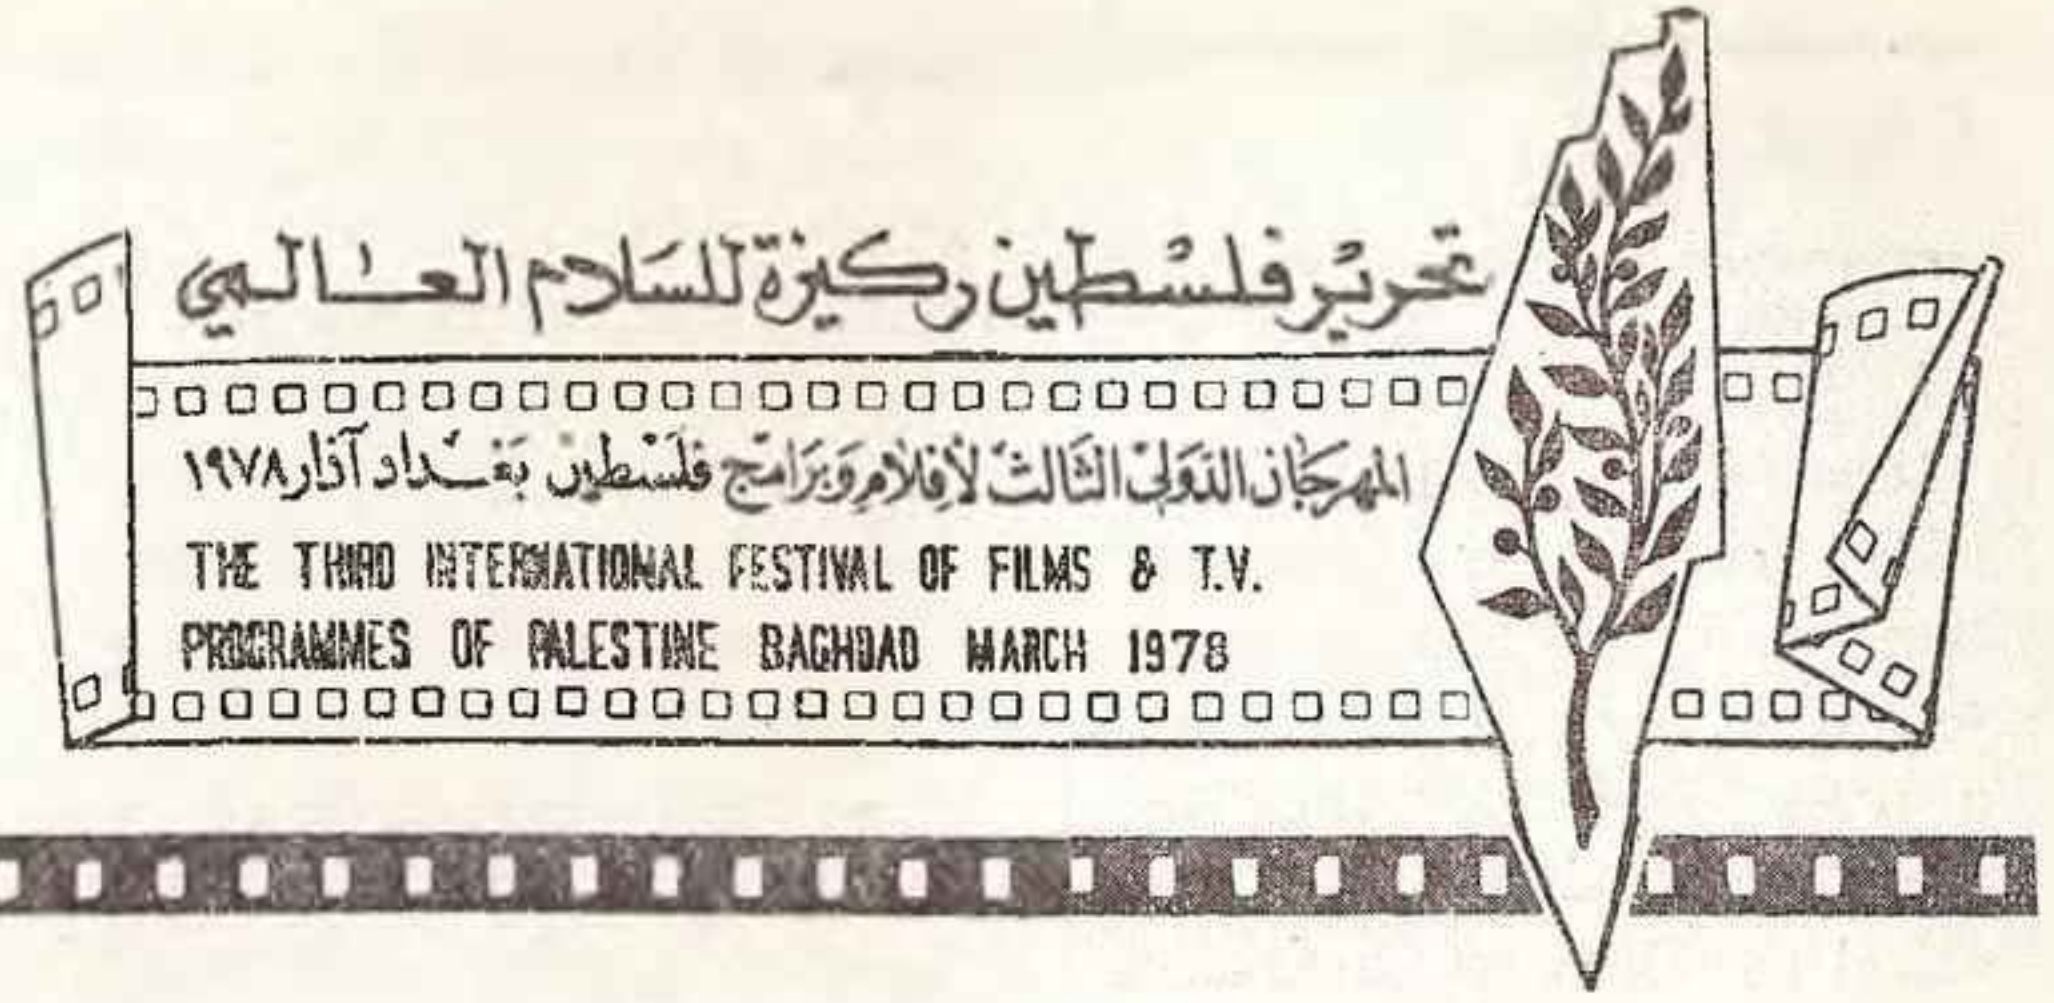 تحرير فلسطين ركيزة للسلام العالمي
المهرجان الدولي الثالث لأفلام وبرامج فلسطين بغداد آذار ١٩٧٨
THE THIRD INTERNATIONAL FESTIVAL OF FILMS & T.V.
PROGRAMMES OF PALESTINE BAGHDAD MARCH 1978